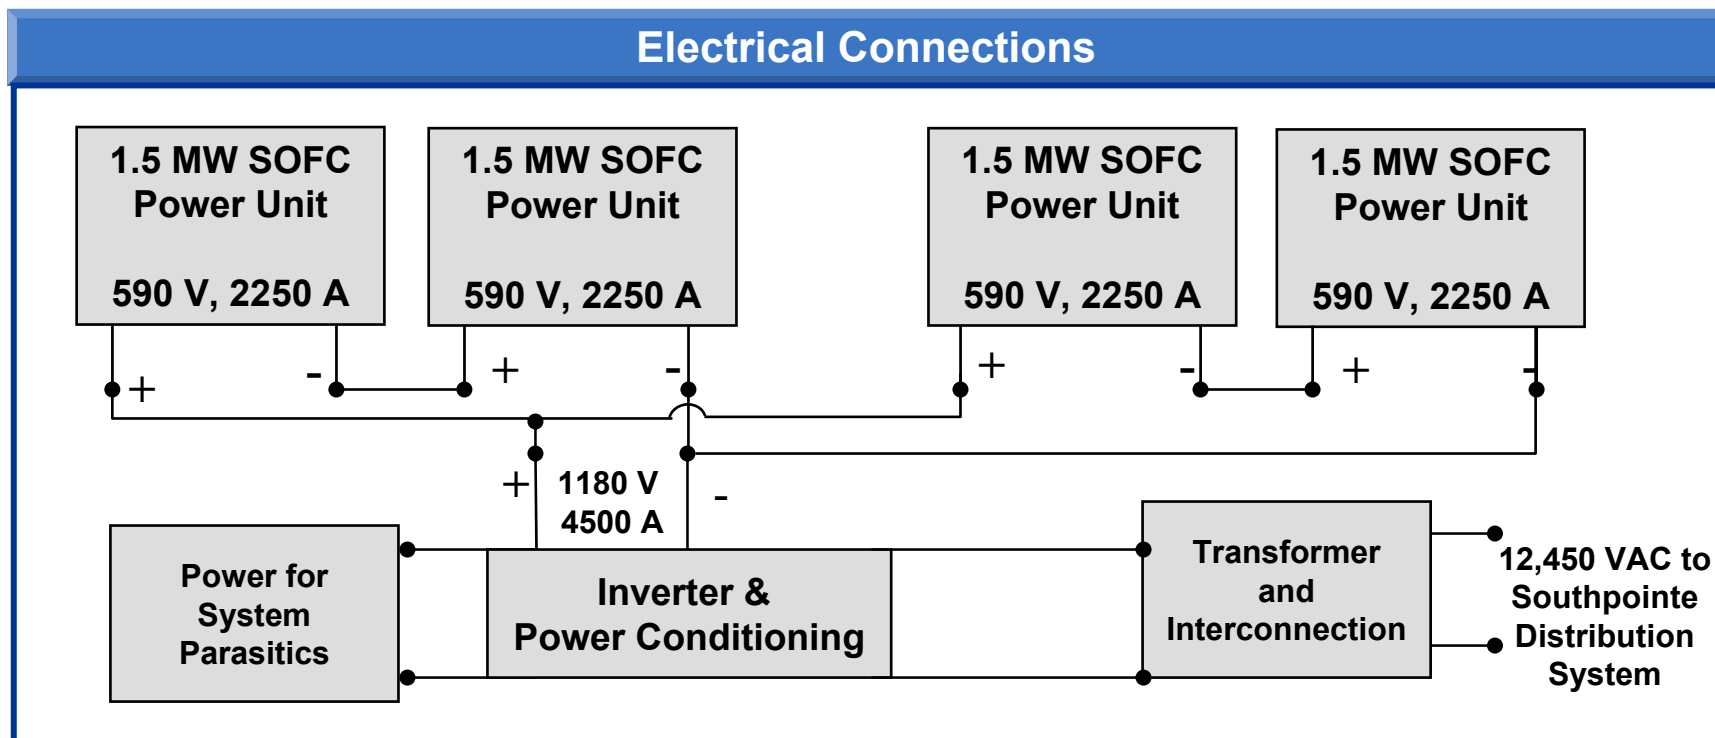 Electrical Connections
1.5 MW SOFC
Power Unit
590 V, 2250 A
1.5 MW SOFC
Power Unit
590 V, 2250 A
1.5 MW SOFC
Power Unit
590 V, 2250 A
1.5 MW SOFC
Power Unit
590 V, 2250 A
+
-
+
-
+
-
+
-
+
1180 V
4500 A
-
Power for
System
Parasitics
Inverter &
Power Conditioning
Transformer
and
Interconnection
12,450 VAC to
Southpointe
Distribution
System